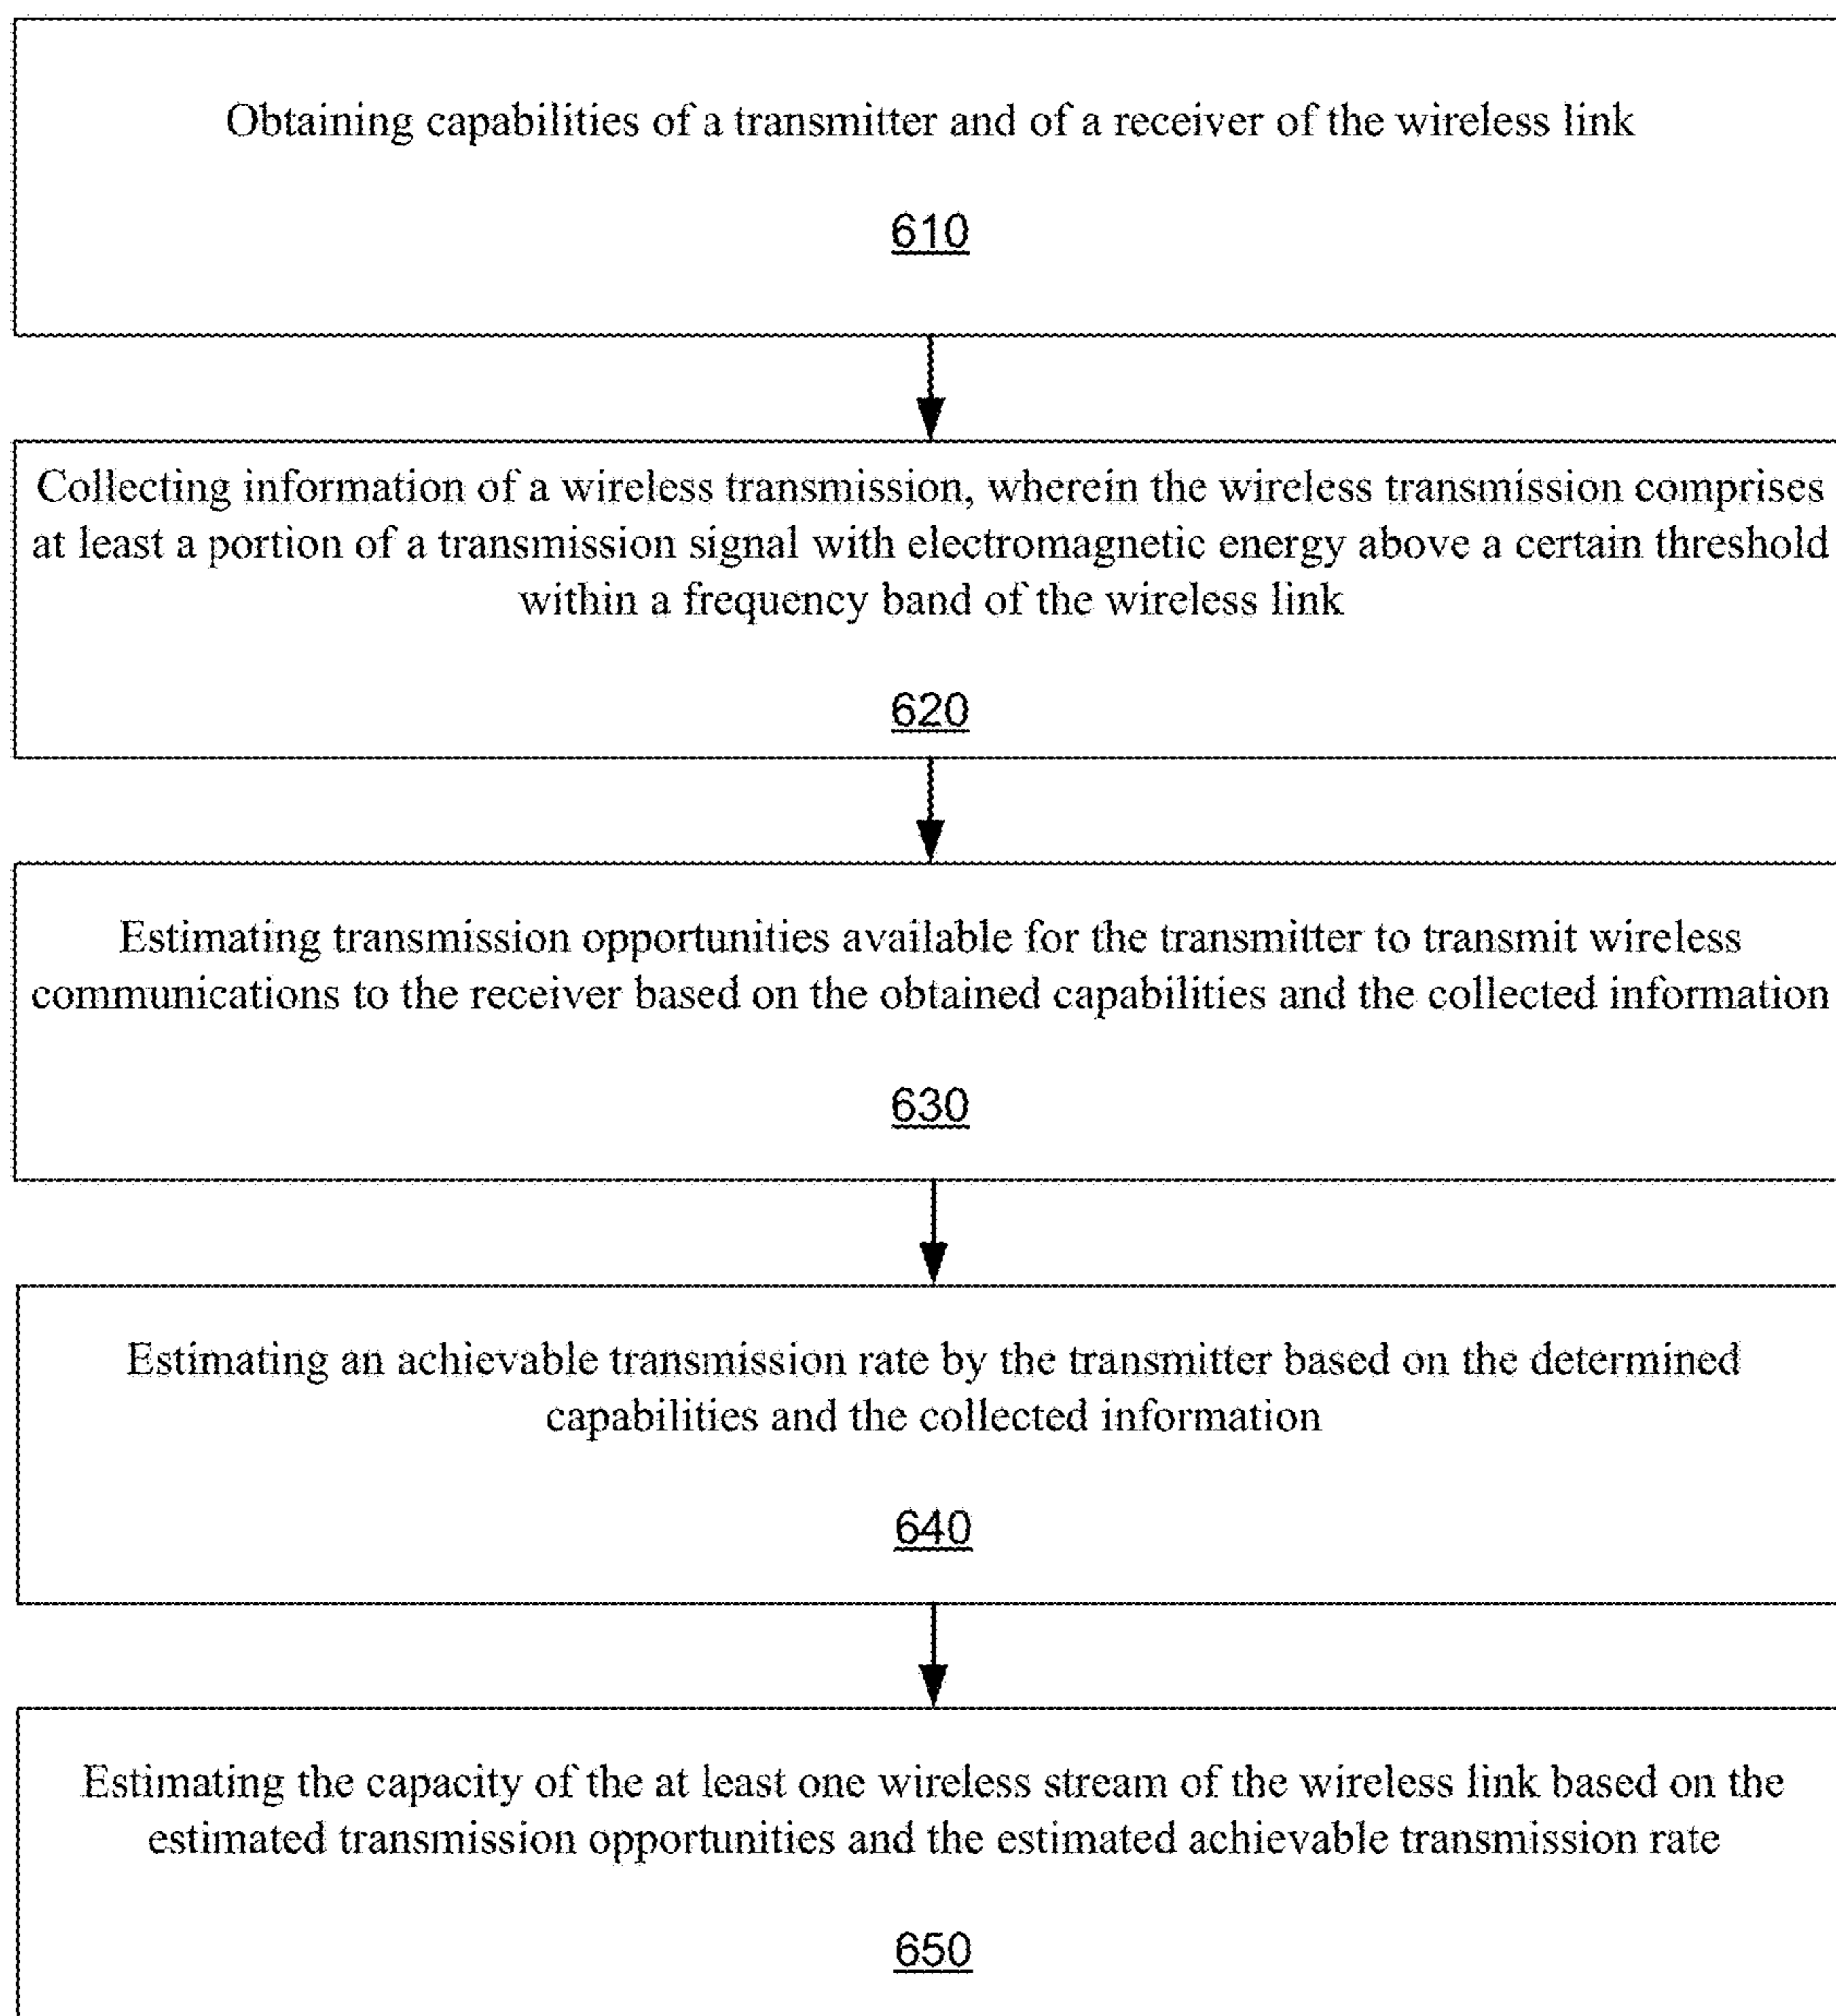 Obtaining capabilities of a transmitter and of a receiver of the wireless link
610
Collecting information of a wireless transmission, wherein the wireless transmission comprises
at least a portion of a transmission signal with electromagnetic energy above a certain threshold
within a frequency band of the wireless link
620
Estimating transmission opportunities available for the transmitter to transmit wireless
communications to the receiver based on the obtained capabilities and the collected information
630
Estimating an achievable transmission rate by the transmitter based on the determined
capabilities and the collected information
640
Estimating the capacity of the at least one wireless stream of the wireless link based on the
estimated transmission opportunities and the estimated achievable transmission rate
650